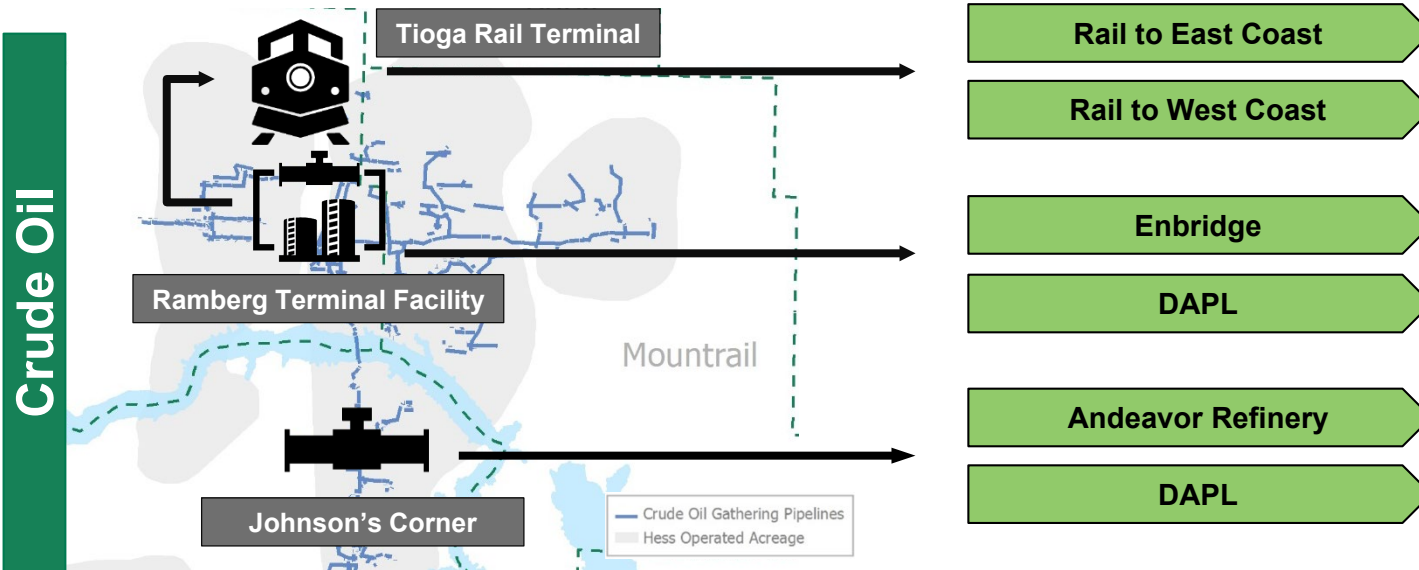 Crude Oil
Tioga Rail Terminal
Rail to East Coast
Rail to West Coast
Ramberg Terminal Facility
Enbridge
DAPL
Mountrail
Johnson's Corner
Andeavor Refinery
DAPL
Crude Oil Gathering Pipelines
Hess Operated Acreage